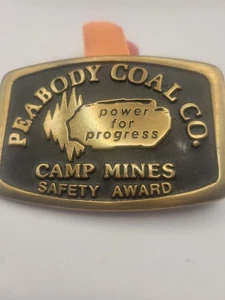 PEABODY COAL CO.
power
for
progress
CAMP MINES
SAFETY AWARD